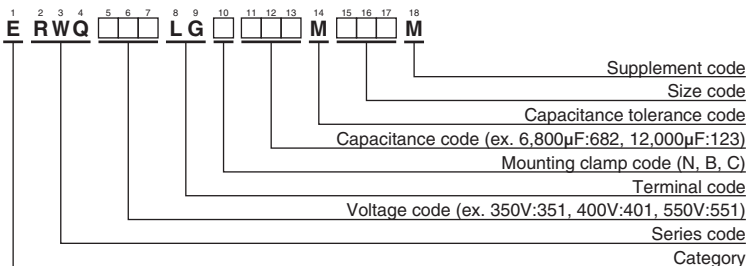 1 2 3 4 5 6 7 8 9 10 11 12 13 14 15 16 17 18
E RWQ □□□ LG □ □□□ M □□□ M
Supplement code
Size code
Capacitance tolerance code
Capacitance code (ex. 6,800μF:682, 12,000μF:123)
Mounting clamp code (N, B, C)
Terminal code
Voltage code (ex. 350V:351, 400V:401, 550V:551)
Series code
Category